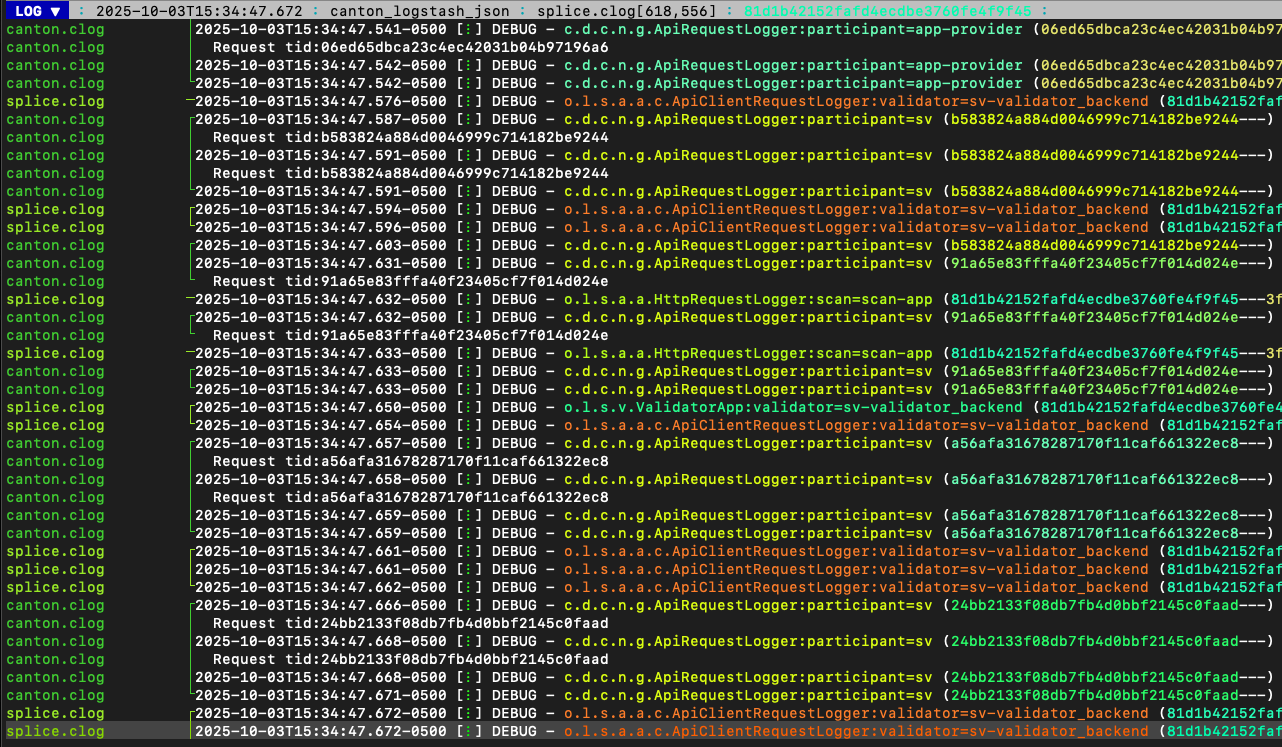 LOG ▼ : 2025-10-03T15:34:47.672 : canton_logstash_json : splice.clog[618,556] : 81d1b42152fafd4ecdbe3760fe4f9f45 :
canton.clog 2025-10-03T15:34:47.541-0500 [⋮] DEBUG – c.d.c.n.g.ApiRequestLogger:participant=app-provider (06ed65dbca23c4ec42031b04b97
canton.clog Request tid:06ed65dbca23c4ec42031b04b97196a6
canton.clog 2025-10-03T15:34:47.542-0500 [⋮] DEBUG – c.d.c.n.g.ApiRequestLogger:participant=app-provider (06ed65dbca23c4ec42031b04b97
canton.clog 2025-10-03T15:34:47.542-0500 [⋮] DEBUG – c.d.c.n.g.ApiRequestLogger:participant=app-provider (06ed65dbca23c4ec42031b04b97
splice.clog 2025-10-03T15:34:47.576-0500 [⋮] DEBUG – o.l.s.a.a.c.ApiClientRequestLogger:validator=sv-validator_backend (81d1b42152faf
canton.clog 2025-10-03T15:34:47.587-0500 [⋮] DEBUG – c.d.c.n.g.ApiRequestLogger:participant=sv (b583824a884d0046999c714182be9244---)
canton.clog Request tid:b583824a884d0046999c714182be9244
canton.clog 2025-10-03T15:34:47.591-0500 [⋮] DEBUG – c.d.c.n.g.ApiRequestLogger:participant=sv (b583824a884d0046999c714182be9244---)
canton.clog Request tid:b583824a884d0046999c714182be9244
canton.clog 2025-10-03T15:34:47.591-0500 [⋮] DEBUG – c.d.c.n.g.ApiRequestLogger:participant=sv (b583824a884d0046999c714182be9244---)
splice.clog 2025-10-03T15:34:47.594-0500 [⋮] DEBUG – o.l.s.a.a.c.ApiClientRequestLogger:validator=sv-validator_backend (81d1b42152faf
splice.clog 2025-10-03T15:34:47.596-0500 [⋮] DEBUG – o.l.s.a.a.c.ApiClientRequestLogger:validator=sv-validator_backend (81d1b42152faf
canton.clog 2025-10-03T15:34:47.603-0500 [⋮] DEBUG – c.d.c.n.g.ApiRequestLogger:participant=sv (b583824a884d0046999c714182be9244---)
canton.clog 2025-10-03T15:34:47.631-0500 [⋮] DEBUG – c.d.c.n.g.ApiRequestLogger:participant=sv (91a65e83fffa40f23405cf7f014d024e---)
canton.clog Request tid:91a65e83fffa40f23405cf7f014d024e
splice.clog 2025-10-03T15:34:47.632-0500 [⋮] DEBUG – o.l.s.a.a.HttpRequestLogger:scan=scan-app (81d1b42152fafd4ecdbe3760fe4f9f45---3f
canton.clog 2025-10-03T15:34:47.632-0500 [⋮] DEBUG – c.d.c.n.g.ApiRequestLogger:participant=sv (91a65e83fffa40f23405cf7f014d024e---)
canton.clog Request tid:91a65e83fffa40f23405cf7f014d024e
splice.clog 2025-10-03T15:34:47.633-0500 [⋮] DEBUG – o.l.s.a.a.HttpRequestLogger:scan=scan-app (81d1b42152fafd4ecdbe3760fe4f9f45---3f
canton.clog 2025-10-03T15:34:47.633-0500 [⋮] DEBUG – c.d.c.n.g.ApiRequestLogger:participant=sv (91a65e83fffa40f23405cf7f014d024e---)
canton.clog 2025-10-03T15:34:47.633-0500 [⋮] DEBUG – c.d.c.n.g.ApiRequestLogger:participant=sv (91a65e83fffa40f23405cf7f014d024e---)
splice.clog 2025-10-03T15:34:47.650-0500 [⋮] DEBUG – o.l.s.v.ValidatorApp:validator=sv-validator_backend (81d1b42152fafd4ecdbe3760fe4
splice.clog 2025-10-03T15:34:47.654-0500 [⋮] DEBUG – o.l.s.a.a.c.ApiClientRequestLogger:validator=sv-validator_backend (81d1b42152faf
canton.clog 2025-10-03T15:34:47.657-0500 [⋮] DEBUG – c.d.c.n.g.ApiRequestLogger:participant=sv (a56afa31678287170f11caf661322ec8---)
canton.clog Request tid:a56afa31678287170f11caf661322ec8
canton.clog 2025-10-03T15:34:47.658-0500 [⋮] DEBUG – c.d.c.n.g.ApiRequestLogger:participant=sv (a56afa31678287170f11caf661322ec8---)
canton.clog Request tid:a56afa31678287170f11caf661322ec8
canton.clog 2025-10-03T15:34:47.659-0500 [⋮] DEBUG – c.d.c.n.g.ApiRequestLogger:participant=sv (a56afa31678287170f11caf661322ec8---)
canton.clog 2025-10-03T15:34:47.659-0500 [⋮] DEBUG – c.d.c.n.g.ApiRequestLogger:participant=sv (a56afa31678287170f11caf661322ec8---)
splice.clog 2025-10-03T15:34:47.661-0500 [⋮] DEBUG – o.l.s.a.a.c.ApiClientRequestLogger:validator=sv-validator_backend (81d1b42152faf
splice.clog 2025-10-03T15:34:47.661-0500 [⋮] DEBUG – o.l.s.a.a.c.ApiClientRequestLogger:validator=sv-validator_backend (81d1b42152faf
splice.clog 2025-10-03T15:34:47.662-0500 [⋮] DEBUG – o.l.s.a.a.c.ApiClientRequestLogger:validator=sv-validator_backend (81d1b42152faf
canton.clog 2025-10-03T15:34:47.666-0500 [⋮] DEBUG – c.d.c.n.g.ApiRequestLogger:participant=sv (24bb2133f08db7fb4d0bbf2145c0faad---)
canton.clog Request tid:24bb2133f08db7fb4d0bbf2145c0faad
canton.clog 2025-10-03T15:34:47.668-0500 [⋮] DEBUG – c.d.c.n.g.ApiRequestLogger:participant=sv (24bb2133f08db7fb4d0bbf2145c0faad---)
canton.clog Request tid:24bb2133f08db7fb4d0bbf2145c0faad
canton.clog 2025-10-03T15:34:47.668-0500 [⋮] DEBUG – c.d.c.n.g.ApiRequestLogger:participant=sv (24bb2133f08db7fb4d0bbf2145c0faad---)
canton.clog 2025-10-03T15:34:47.671-0500 [⋮] DEBUG – c.d.c.n.g.ApiRequestLogger:participant=sv (24bb2133f08db7fb4d0bbf2145c0faad---)
splice.clog 2025-10-03T15:34:47.672-0500 [⋮] DEBUG – o.l.s.a.a.c.ApiClientRequestLogger:validator=sv-validator_backend (81d1b42152faf
splice.clog 2025-10-03T15:34:47.672-0500 [⋮] DEBUG – o.l.s.a.a.c.ApiClientRequestLogger:validator=sv-validator_backend (81d1b42152faf